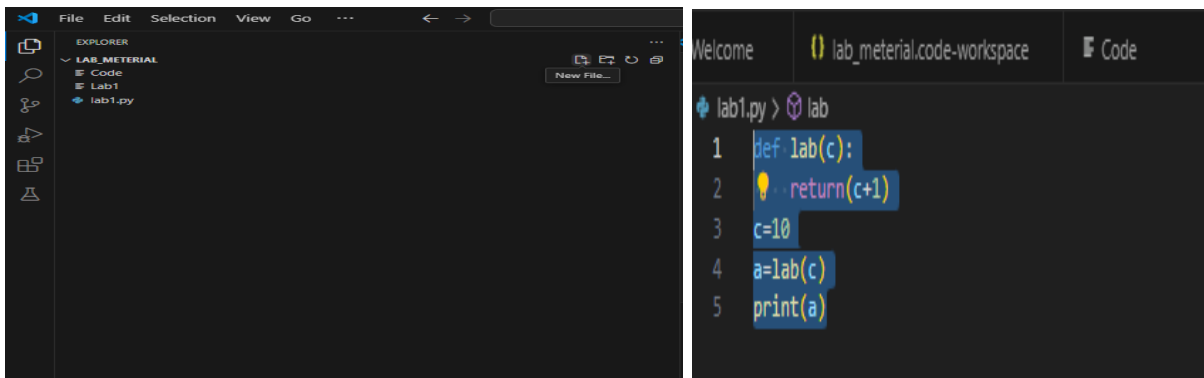 File Edit Selection View Go ...
EXPLORER ...
LAB_METERIAL
Code
New File...
Lab1
lab1.py
Welcome {} lab_meterial.code-workspace Code
lab1.py > lab
1 def lab(c):
2 return(c+1)
3 c=10
4 a=lab(c)
5 print(a)